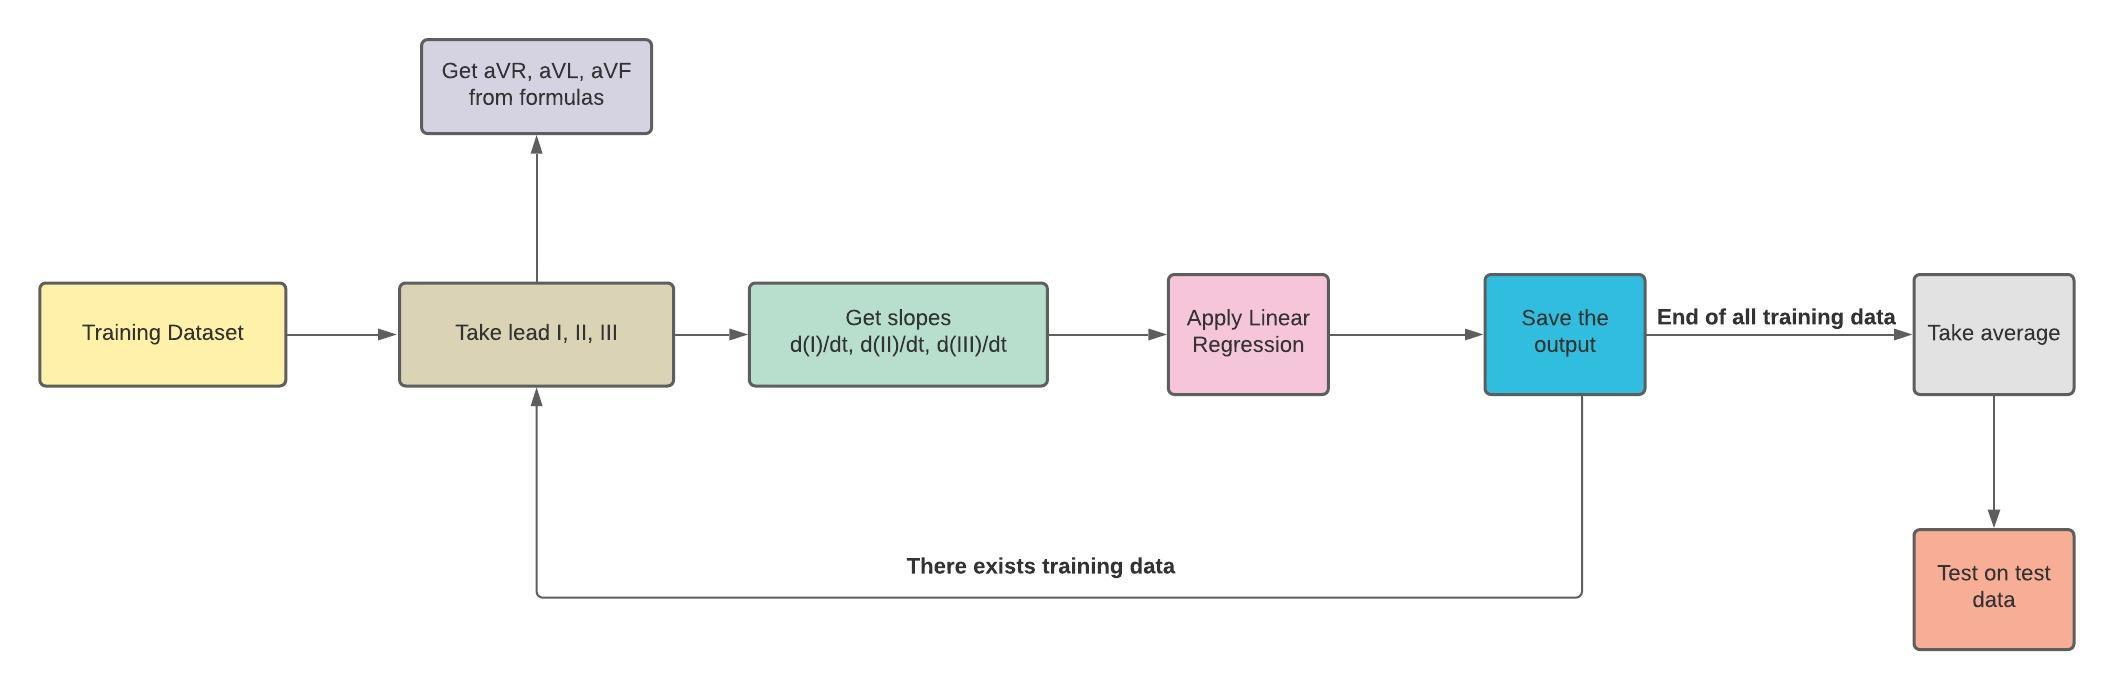 Get aVR, aVL, aVF
from formulas
Training Dataset
Take lead I, II, III
Get slopes
d(I)/dt, d(II)/dt, d(III)/dt
Apply Linear
Regression
Save the
output
End of all training data
Take average
There exists training data
Test on test
data